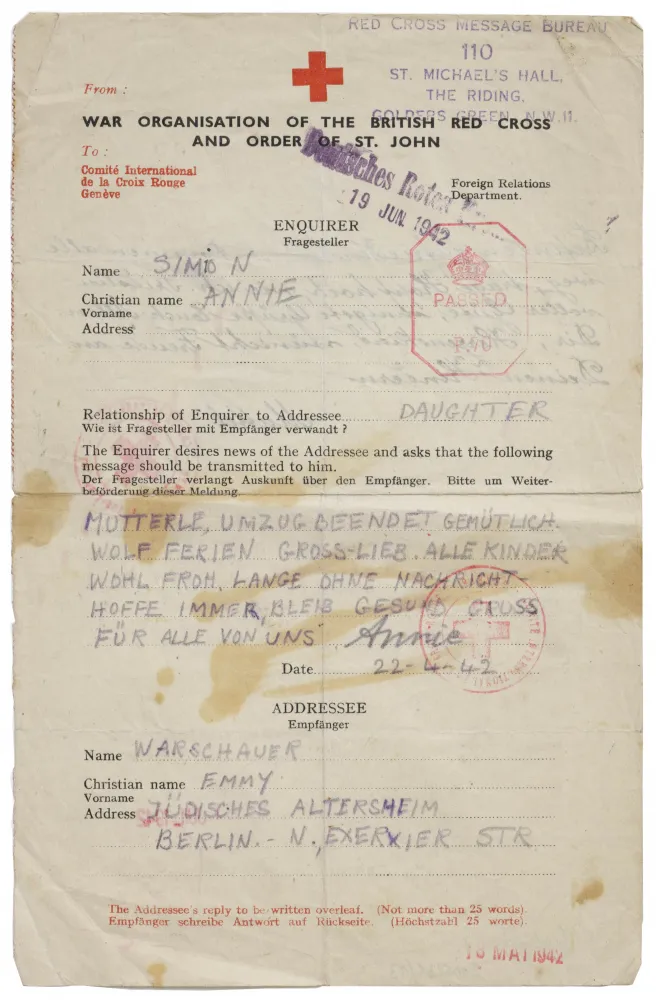 RED CROSS MESSAGE BUREAU
110
ST. MICHAEL'S HALL,
THE RIDING,
GOLDERS GREEN, N.W.11.
From :
WAR ORGANISATION OF THE BRITISH RED CROSS
AND ORDER OF ST. JOHN
To :
Comité International
de la Croix Rouge
Genève
Deutsches Rotes
19 JUN 1942
Foreign Relations
Department.
ENQUIRER
Fragesteller
Name SIMON
Christian name ANNIE
Vorname
Address
PASSED
Relationship of Enquirer to Addressee DAUGHTER
Wie ist Fragesteller mit Empfänger verwandt ?
The Enquirer desires news of the Addressee and asks that the following
message should be transmitted to him.
Der Fragesteller verlangt Auskunft über den Empfänger. Bitte um Weiter-
beförderung dieser Meldung.
MUTTERLE, UMZUG BEENDET GEMÜTLICH.
WOLF FERIEN GROSS-LIEB. ALLE KINDER
WOHL FROH, LANGE OHNE NACHRICHT
HOFFE IMMER, BLEIB GESUND GRUSS
FÜR ALLE VON UNS Annie
Date 22-4-42
ADDRESSEE
Empfänger
Name WARSCHAUER
Christian name EMMY
Vorname
Address JÜDISCHES ALTERSHEIM
BERLIN.- N., EXERXIER STR
The Addressee's reply to be written overleaf. (Not more than 25 words).
Empfänger schreibe Antwort auf Rückseite. (Höchstzahl 25 worte).
18 MAI 1942